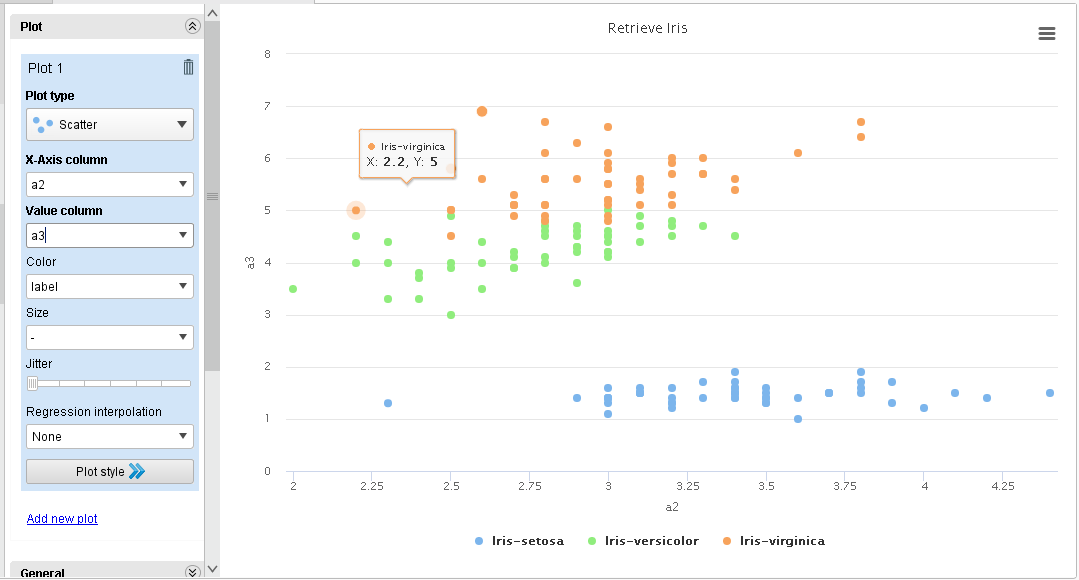 Plot
Plot 1
Plot type
Scatter
X-Axis column
a2
Value column
a3
Color
label
Size
-
Jitter
Regression interpolation
None
Plot style
Add new plot
General
Retrieve Iris
8
7
6
5
4
3
2
1
0
a3
Iris-virginica
X: 2.2, Y: 5
2 2.25 2.5 2.75 3 3.25 3.5 3.75 4 4.25
a2
Iris-setosa Iris-versicolor Iris-virginica